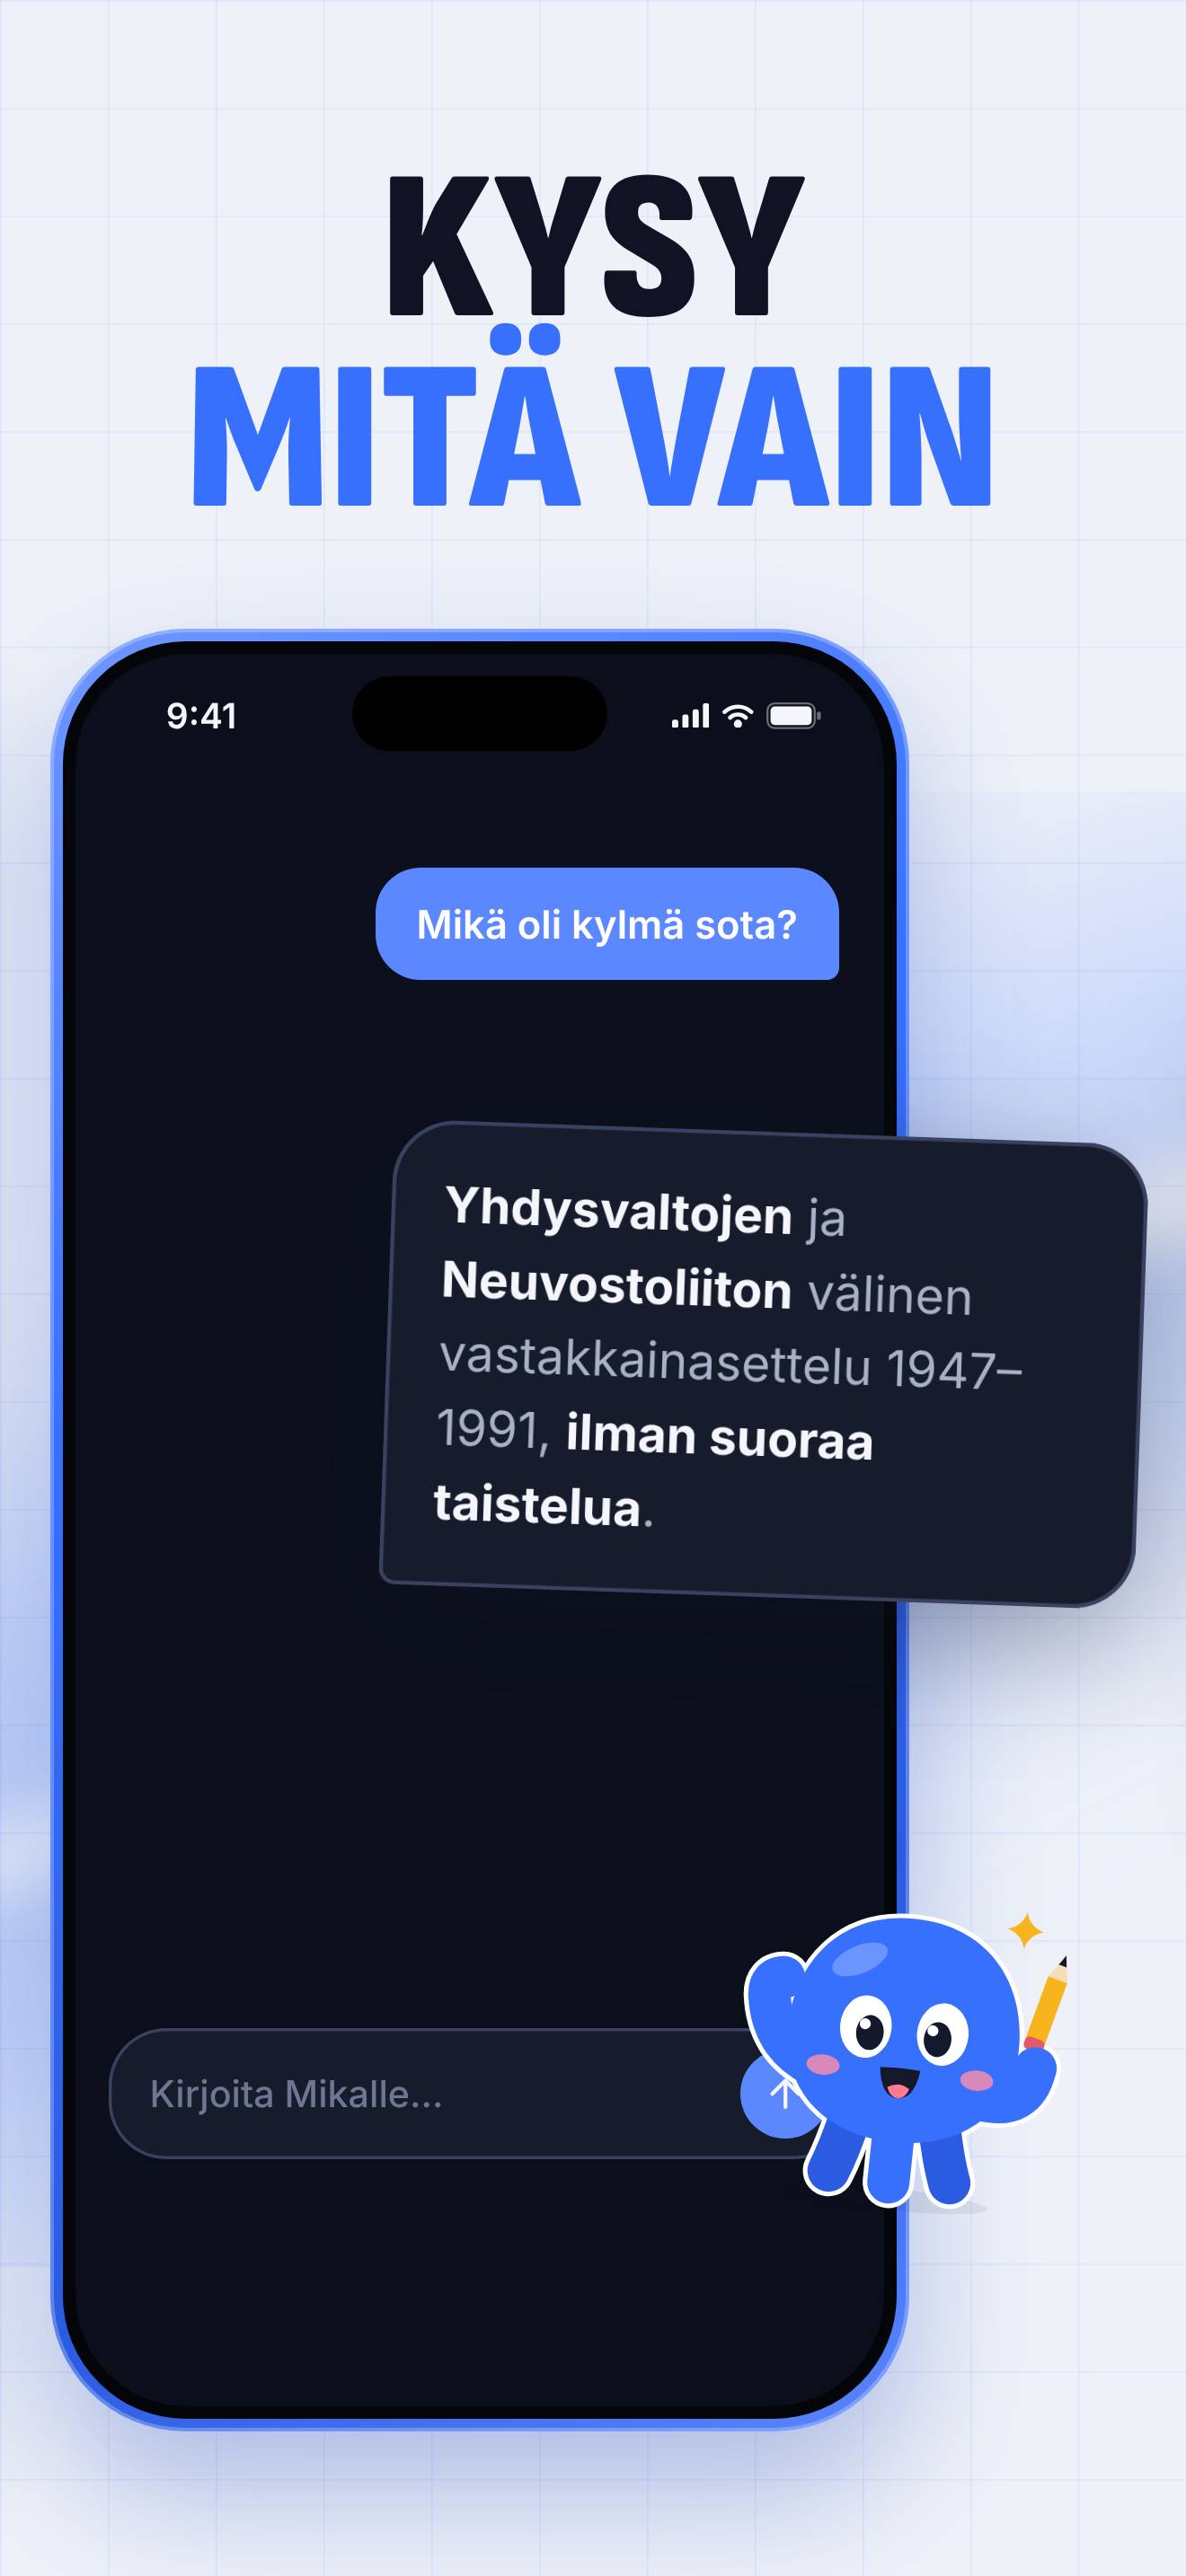 KYSY
MITÄ VAIN
9:41
Mikä oli kylmä sota?
Yhdysvaltojen ja
Neuvostoliiton välinen
vastakkainasettelu 1947–
1991, ilman suoraa
taistelua.
Kirjoita Mikalle...